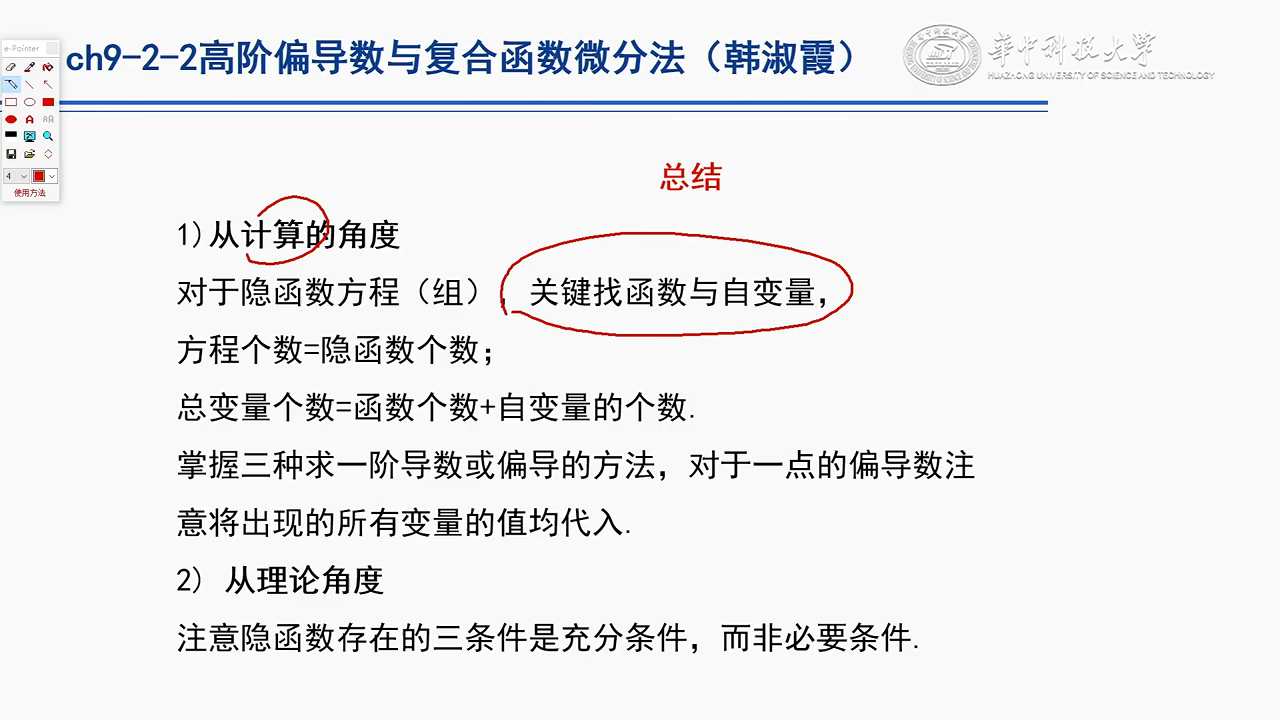 e-Pointer
ch9-2-2高阶偏导数与复合函数微分法（韩淑霞）
华中科技大学
HUAZHONG UNIVERSITY OF SCIENCE AND TECHNOLOGY
A
AA
4
使用方法
总结
1)从计算的角度
对于隐函数方程（组），关键找函数与自变量，
方程个数=隐函数个数；
总变量个数=函数个数+自变量的个数.
掌握三种求一阶导数或偏导的方法，对于一点的偏导数注
意将出现的所有变量的值均代入.
2） 从理论角度
注意隐函数存在的三条件是充分条件，而非必要条件.